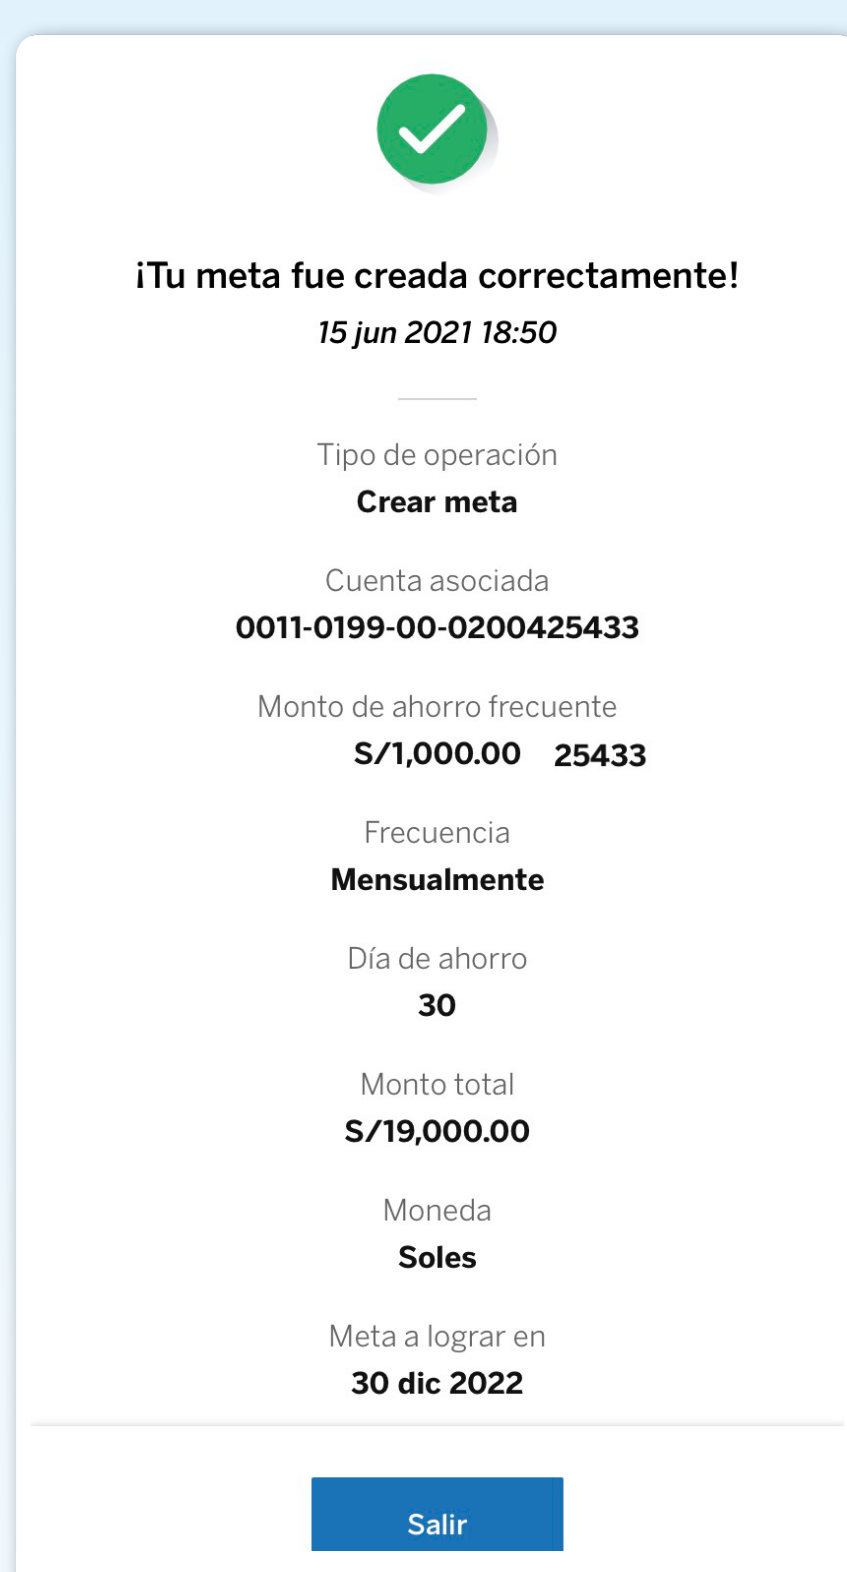 ¡Tu meta fue creada correctamente!
15 jun 2021 18:50
Tipo de operación
Crear meta
Cuenta asociada
0011-0199-00-0200425433
Monto de ahorro frecuente
S/1,000.00 25433
Frecuencia
Mensualmente
Día de ahorro
30
Monto total
S/19,000.00
Moneda
Soles
Meta a lograr en
30 dic 2022
Salir